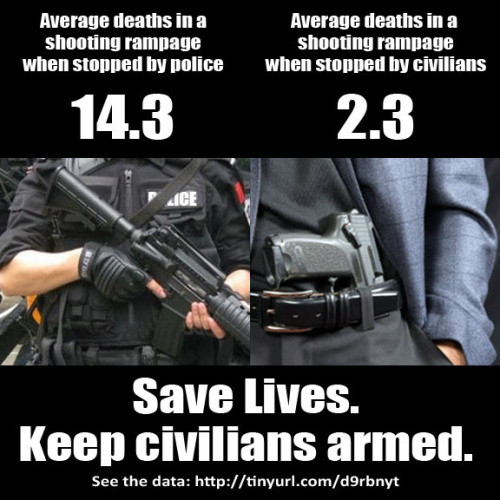 Average deaths in a
shooting rampage
when stopped by police
14.3
Average deaths in a
shooting rampage
when stopped by civilians
2.3
POLICE
Save Lives.
Keep civilians armed.
See the data: http://tinyurl.com/d9rbnyt